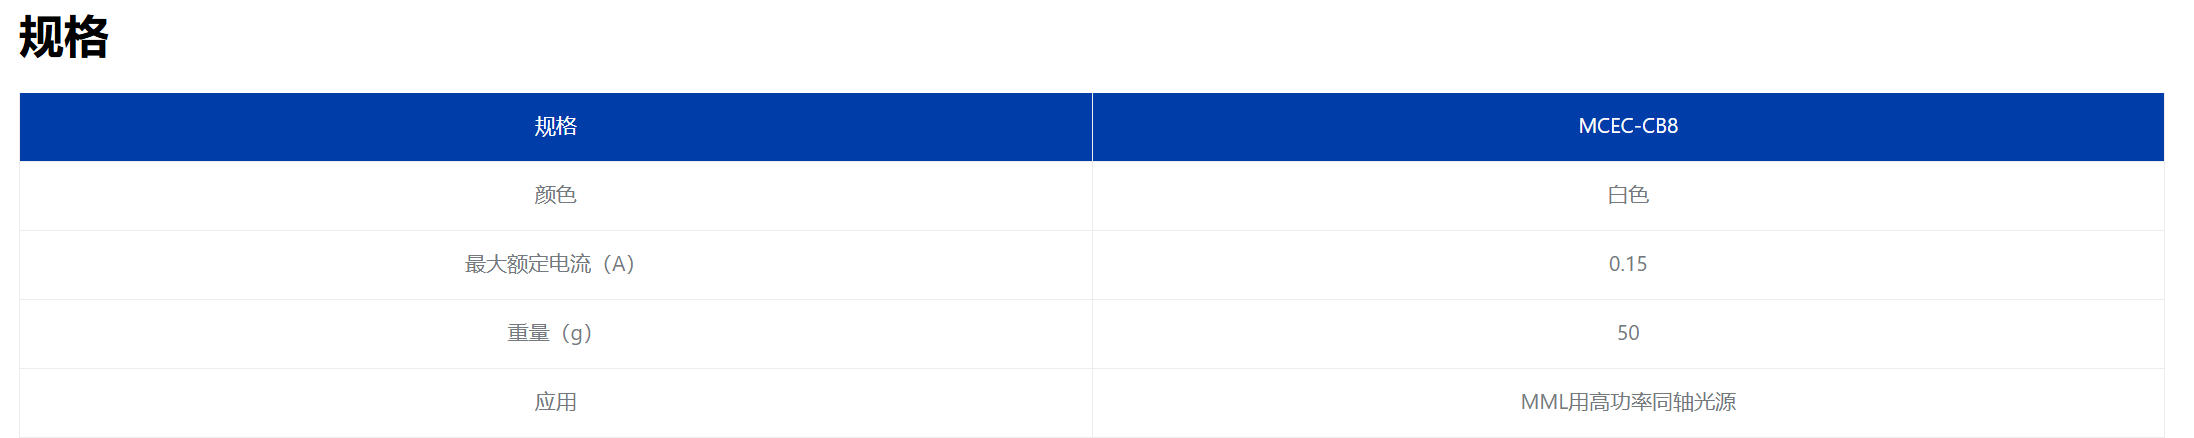 规格
规格 MCEC-CB8
颜色 白色
最大额定电流（A） 0.15
重量（g） 50
应用 MML用高功率同轴光源